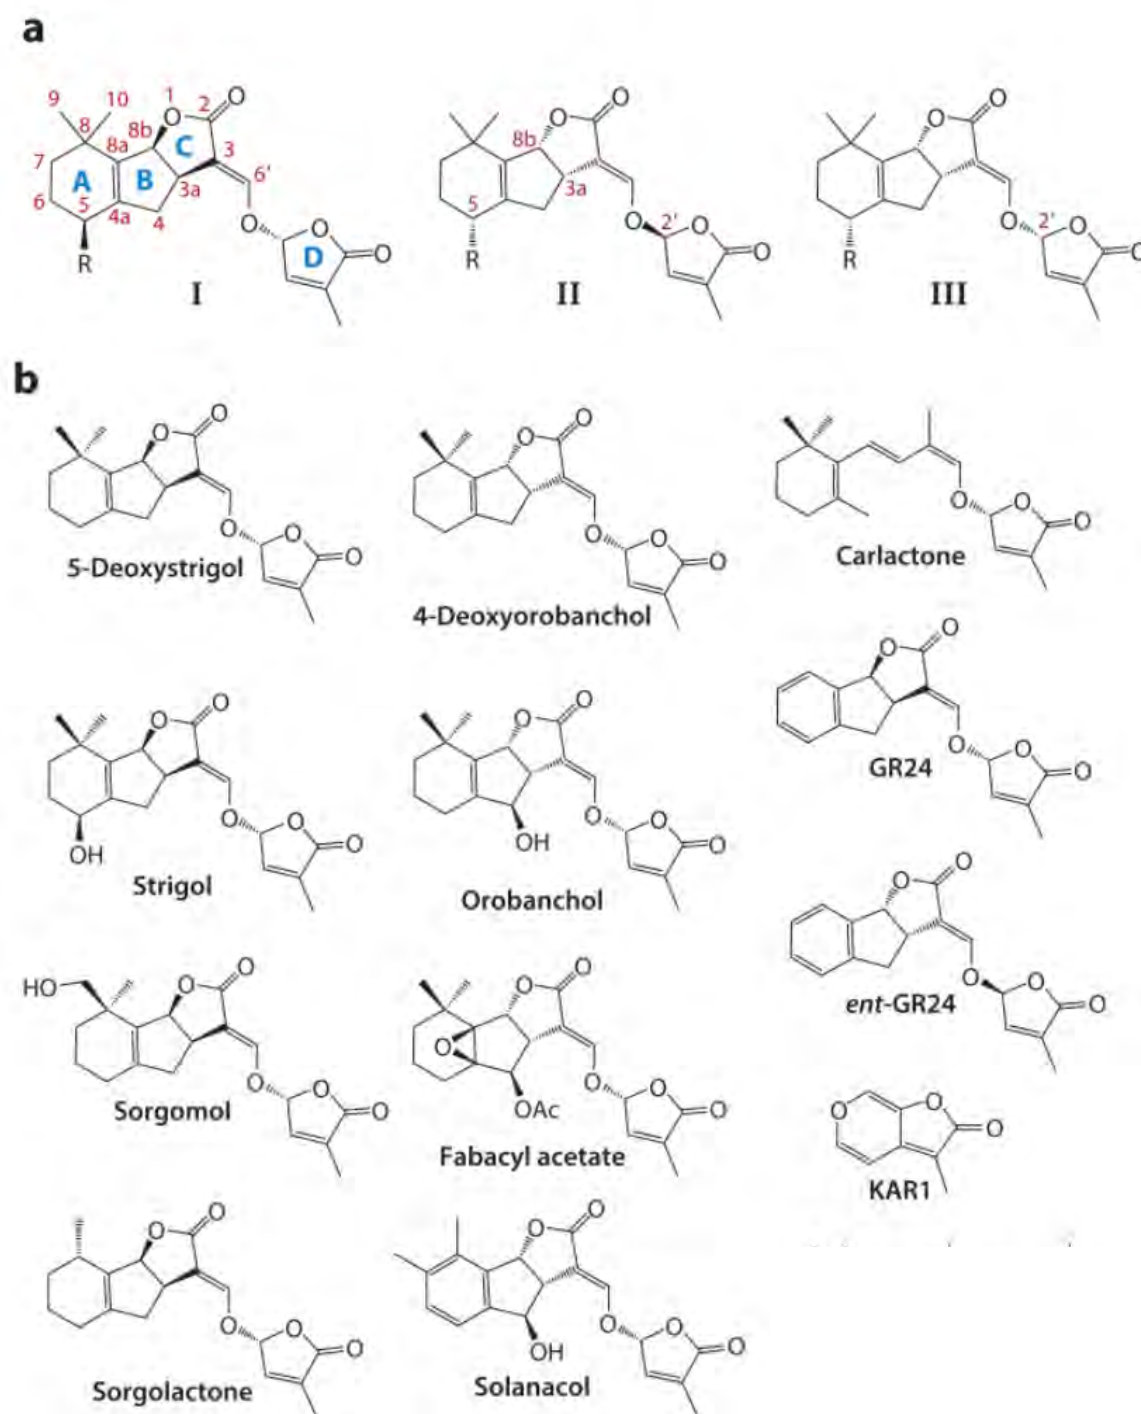 a
9 10 1 2 O
O
8 8b C 3
7 8a
A B 3a 6'
6 5 4a 4 O O
R D O
I
O O
8b
3a
5 O 2' O
R O
II
O O
O 2' O
R O
III
b
O O
O O
O
5-Deoxystrigol
O O
O O
O
4-Deoxyorobanchol
O O
O
Carlactone
O O
O O
O
GR24
O O
O O
OH O
Strigol
O O
O O
OH O
Orobanchol
O O
O O
O
ent-GR24
HO O O
O O
O
Sorgomol
O O
O
O O
OAc O
Fabacyl acetate
O O O
KAR1
O O
O O
O
Sorgolactone
O O
O O
OH O
Solanacol